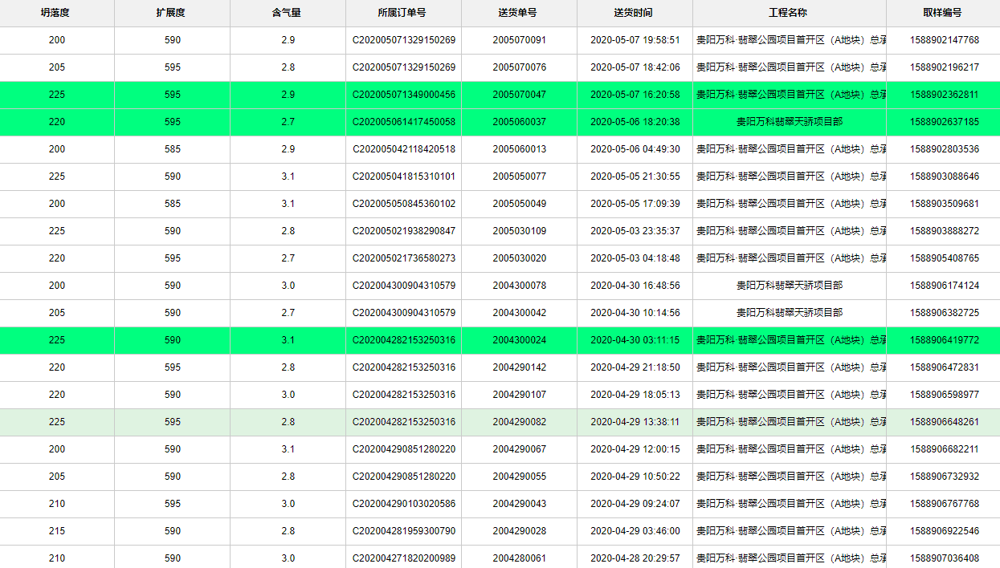 坍落度 扩展度 含气量 所属订单号 送货单号 送货时间 工程名称 取样编号
200 590 2.9 C202005071329150269 2005070091 2020-05-07 19:58:51 贵阳万科·翡翠公园项目首开区（A地块）总承 1588902147768
205 595 2.8 C202005071329150269 2005070076 2020-05-07 18:42:06 贵阳万科·翡翠公园项目首开区（A地块）总承 1588902196217
225 595 2.9 C202005071349000456 2005070047 2020-05-07 16:20:58 贵阳万科·翡翠公园项目首开区（A地块）总承 1588902362811
220 595 2.7 C202005061417450058 2005060037 2020-05-06 18:20:38 贵阳万科翡翠天骄项目部 1588902637185
200 585 2.9 C202005042118420518 2005060013 2020-05-06 04:49:30 贵阳万科·翡翠公园项目首开区（A地块）总承 1588902803536
225 590 3.1 C202005041815310101 2005050077 2020-05-05 21:30:55 贵阳万科·翡翠公园项目首开区（A地块）总承 1588903088646
200 585 3.1 C202005050845360102 2005050049 2020-05-05 17:09:39 贵阳万科·翡翠公园项目首开区（A地块）总承 1588903509681
225 590 2.8 C202005021938290847 2005030109 2020-05-03 23:35:37 贵阳万科·翡翠公园项目首开区（A地块）总承 1588903888272
220 595 2.7 C202005021736580273 2005030020 2020-05-03 04:18:48 贵阳万科·翡翠公园项目首开区（A地块）总承 1588905408765
200 590 3.0 C202004300904310579 2004300078 2020-04-30 16:48:56 贵阳万科翡翠天骄项目部 1588906174124
205 590 2.7 C202004300904310579 2004300042 2020-04-30 10:14:56 贵阳万科翡翠天骄项目部 1588906382725
225 590 3.1 C202004282153250316 2004300024 2020-04-30 03:11:15 贵阳万科·翡翠公园项目首开区（A地块）总承 1588906419772
220 595 2.8 C202004282153250316 2004290142 2020-04-29 21:18:50 贵阳万科·翡翠公园项目首开区（A地块）总承 1588906472831
220 590 3.0 C202004282153250316 2004290107 2020-04-29 18:05:13 贵阳万科·翡翠公园项目首开区（A地块）总承 1588906598977
225 595 2.8 C202004282153250316 2004290082 2020-04-29 13:38:11 贵阳万科·翡翠公园项目首开区（A地块）总承 1588906648261
200 590 3.1 C202004290851280220 2004290067 2020-04-29 12:00:15 贵阳万科·翡翠公园项目首开区（A地块）总承 1588906682211
205 590 2.8 C202004290851280220 2004290055 2020-04-29 10:50:22 贵阳万科·翡翠公园项目首开区（A地块）总承 1588906732932
210 595 3.0 C202004290103020586 2004290043 2020-04-29 09:24:07 贵阳万科·翡翠公园项目首开区（A地块）总承 1588906767768
215 590 2.8 C202004281959300790 2004290028 2020-04-29 03:46:00 贵阳万科·翡翠公园项目首开区（A地块）总承 1588906922546
210 590 3.0 C202004271820200989 2004280061 2020-04-28 20:29:57 贵阳万科·翡翠公园项目首开区（A地块）总承 1588907036408